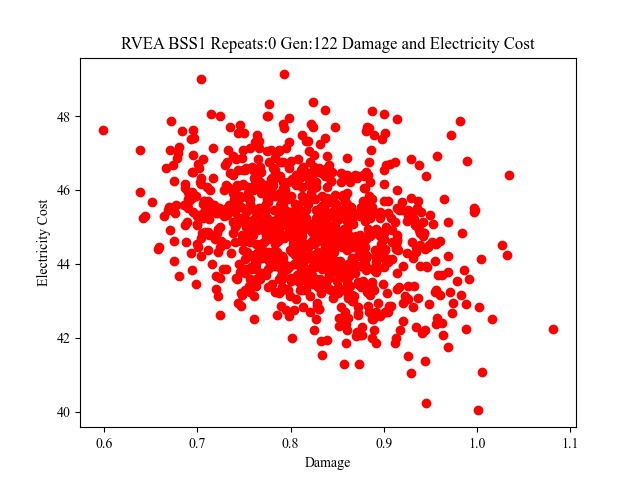 RVEA BSS1 Repeats:0 Gen:122 Damage and Electricity Cost
48
46
44
42
40
Electricity Cost
0.6 0.7 0.8 0.9 1.0 1.1
Damage